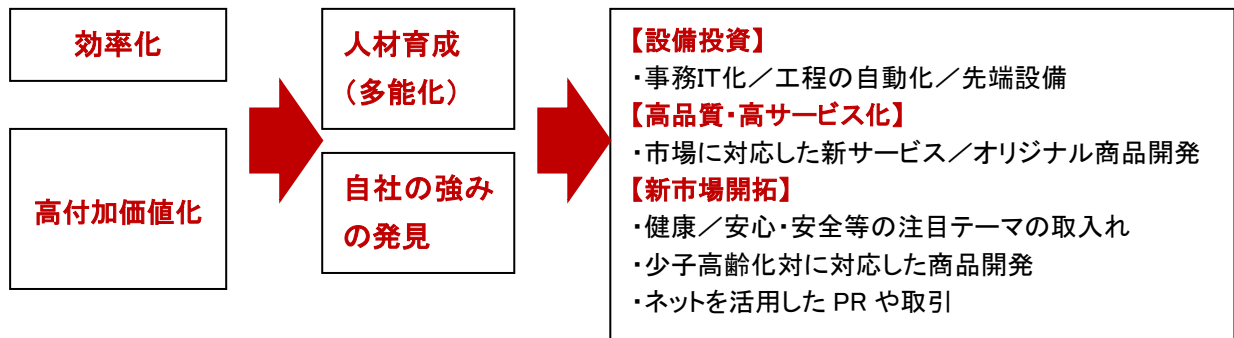 効率化
高付加価値化
人材育成
（多能化）
自社の強み
の発見
【設備投資】
・事務IT化／工程の自動化／先端設備
【高品質・高サービス化】
・市場に対応した新サービス／オリジナル商品開発
【新市場開拓】
・健康／安心・安全等の注目テーマの取入れ
・少子高齢化対に対応した商品開発
・ネットを活用した PR や取引